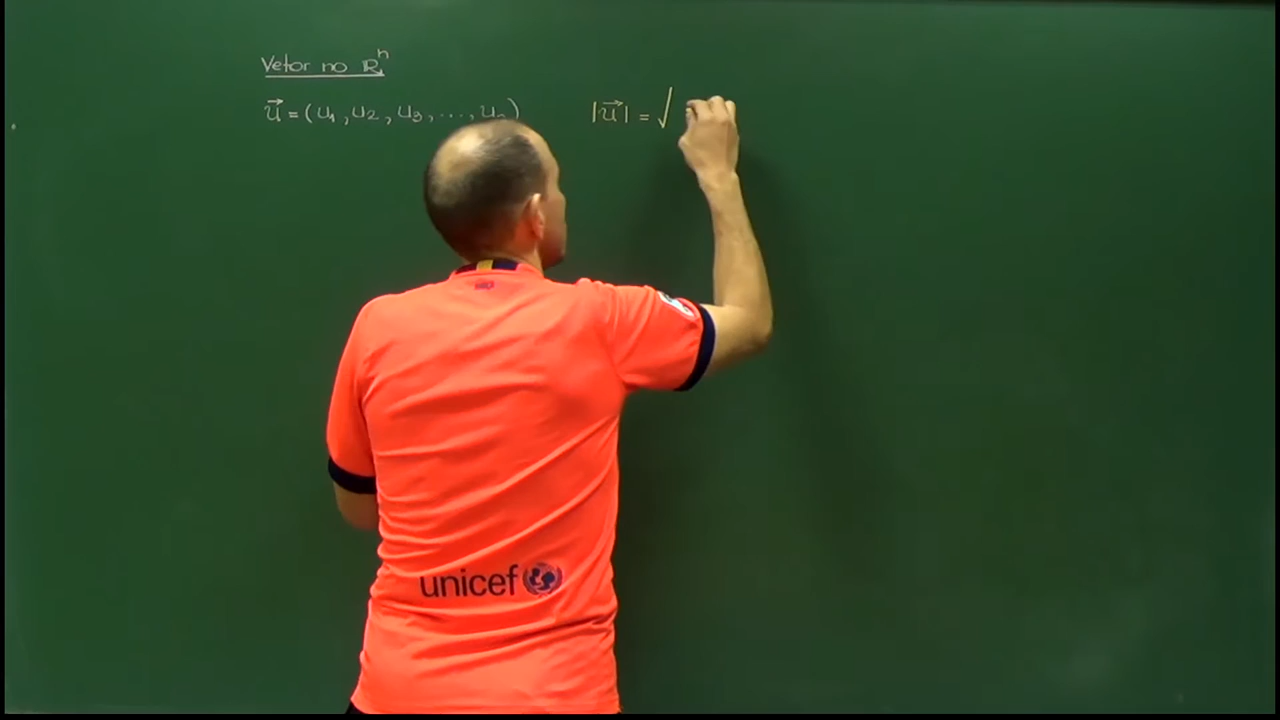 Vetor no ℝⁿ
u⃗ = (u₁, u₂, u₃, ..., uₙ) |u⃗| = √
unicef